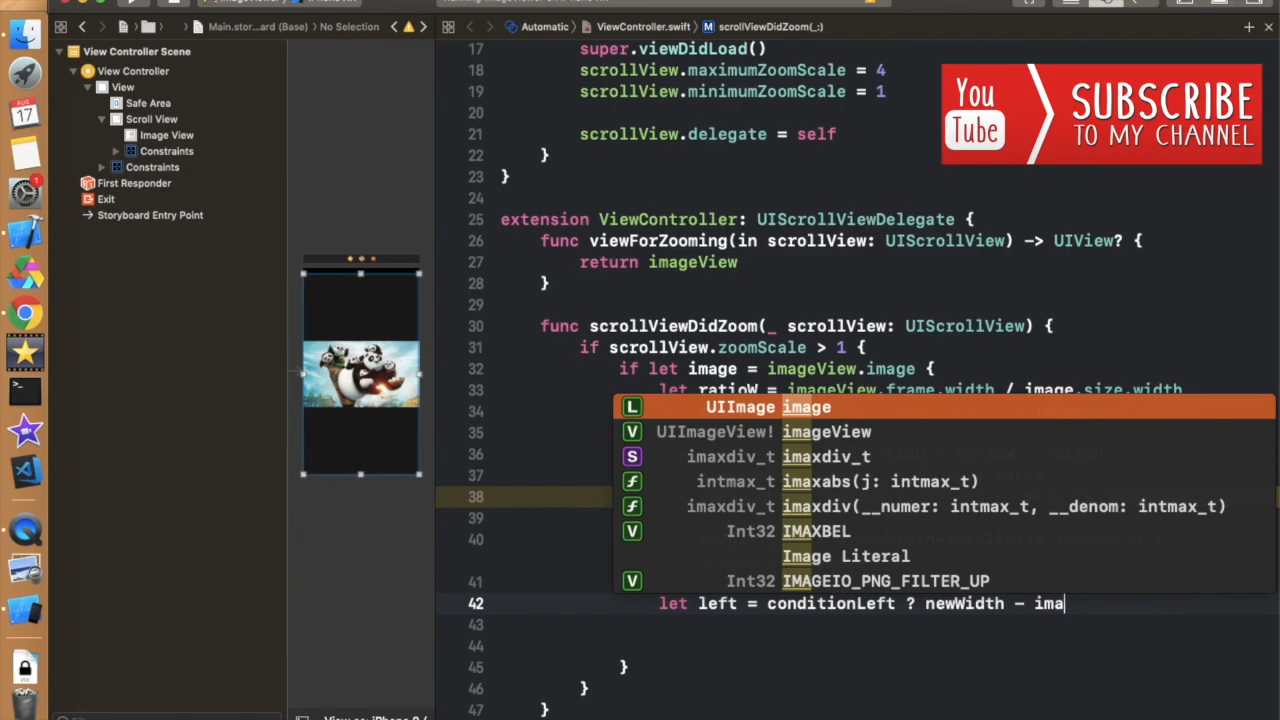 Main.stor...ard (Base) > No Selection
Automatic > ViewController.swift > M scrollViewDidZoom(_:)
View Controller Scene
View Controller
View
Safe Area
Scroll View
Image View
Constraints
Constraints
First Responder
Exit
Storyboard Entry Point
AUG
17
1
PDF
17 super.viewDidLoad()
18 scrollView.maximumZoomScale = 4
19 scrollView.minimumZoomScale = 1
20
21 scrollView.delegate = self
22 }
23 }
24
25 extension ViewController: UIScrollViewDelegate {
26 func viewForZooming(in scrollView: UIScrollView) -> UIView? {
27 return imageView
28 }
29
30 func scrollViewDidZoom(_ scrollView: UIScrollView) {
31 if scrollView.zoomScale > 1 {
32 if let image = imageView.image {
33 let ratioW = imageView.frame.width / image.size.width
34
35
36
37
38
39
40
41
42 let left = conditionLeft ? newWidth - ima
43
44
45 }
46 }
47 }
L UIImage image
V UIImageView! imageView
S imaxdiv_t imaxdiv_t
f intmax_t imaxabs(j: intmax_t)
f imaxdiv_t imaxdiv(__numer: intmax_t, __denom: intmax_t)
V Int32 IMAXBEL
Image Literal
V Int32 IMAGEIO_PNG_FILTER_UP
You
Tube
SUBSCRIBE
TO MY CHANNEL